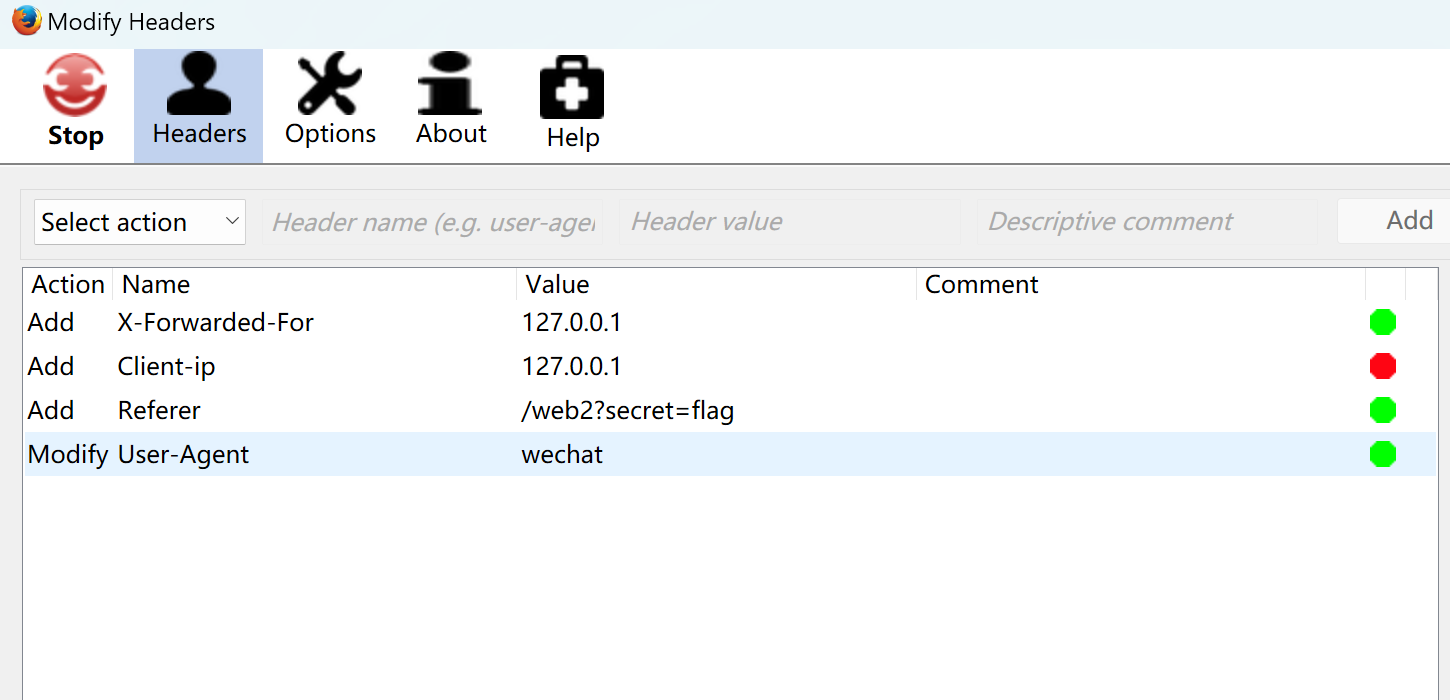 Modify Headers
Stop Headers Options About Help
Select action Header name (e.g. user-agen Header value Descriptive comment Add
Action Name Value Comment
Add X-Forwarded-For 127.0.0.1
Add Client-ip 127.0.0.1
Add Referer /web2?secret=flag
Modify User-Agent wechat